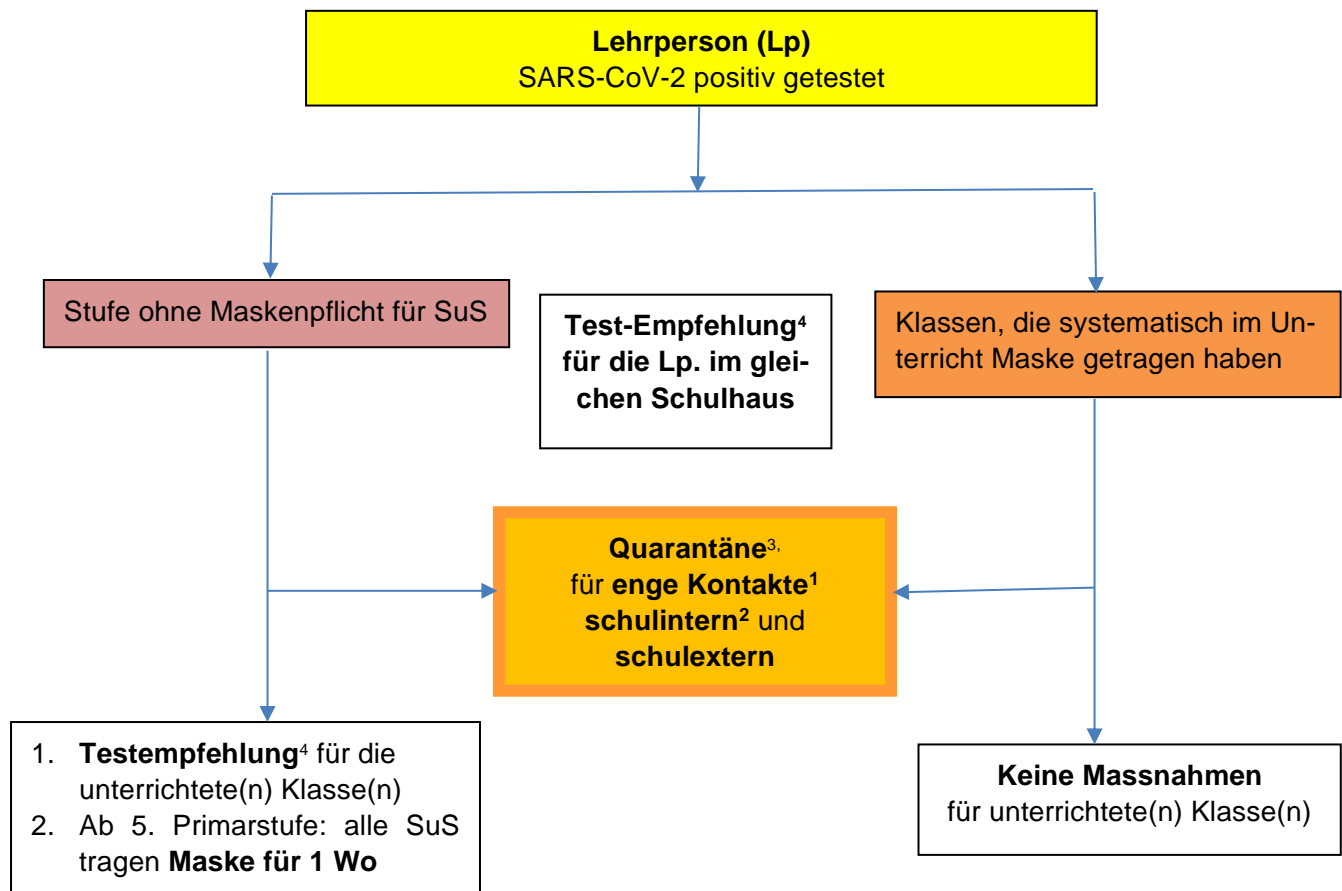 Lehrperson (Lp)
SARS-CoV-2 positiv getestet
Stufe ohne Maskenpflicht für SuS
Test-Empfehlung⁴
für die Lp. im glei-
chen Schulhaus
Klassen, die systematisch im Un-
terricht Maske getragen haben
Quarantäne³,
für enge Kontakte¹
schulintern² und
schulextern
1. Testempfehlung⁴ für die
unterrichtete(n) Klasse(n)
2. Ab 5. Primarstufe: alle SuS
tragen Maske für 1 Wo
Keine Massnahmen
für unterrichtete(n) Klasse(n)